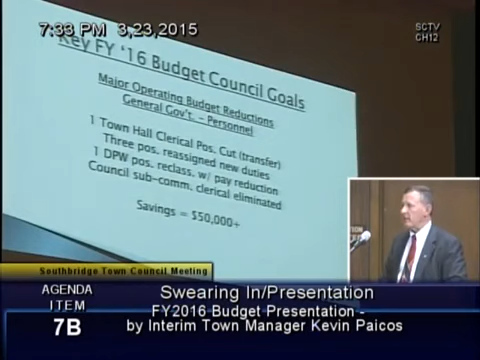 7:33 PM 3,23,2015
SCTV
CH12
Key FY '16 Budget Council Goals
Major Operating Budget Reductions
General Gov't. - Personnel
1 Town Hall Clerical Pos. Cut (transfer)
Three pos. reassigned new duties
1 DPW pos. reclass. w/ pay reduction
Council sub-comm. clerical eliminated
Savings = $50,000+
Southbridge Town Council Meeting
AGENDA
ITEM
7B
Swearing In/Presentation
FY2016 Budget Presentation -
by Interim Town Manager Kevin Paicos